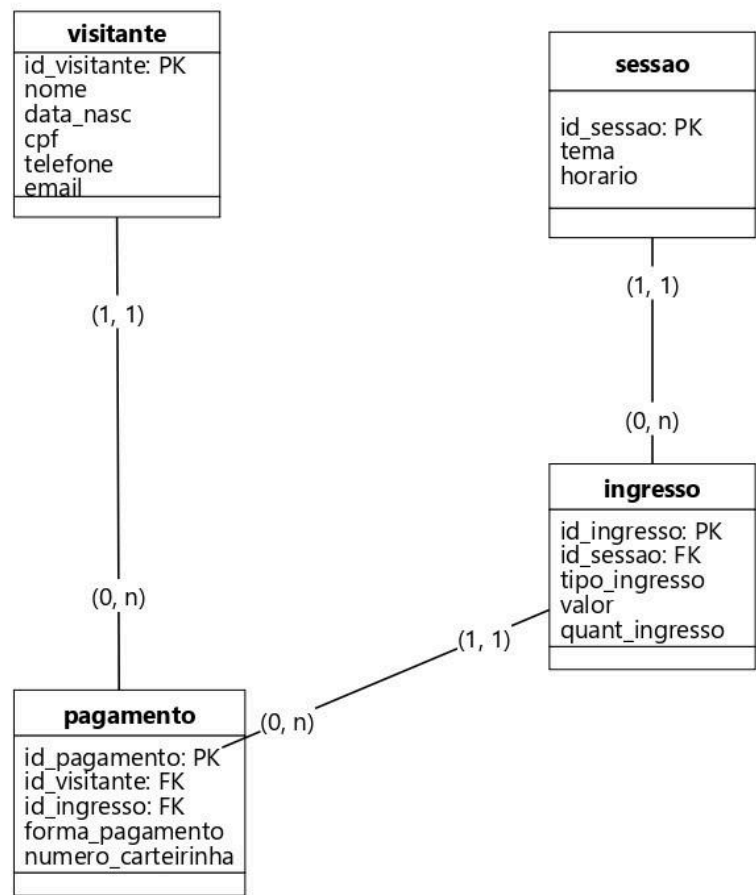 visitante
id_visitante: PK
nome
data_nasc
cpf
telefone
email
sessao
id_sessao: PK
tema
horario
(1, 1)
(1, 1)
(0, n)
(0, n)
ingresso
id_ingresso: PK
id_sessao: FK
tipo_ingresso
valor
quant_ingresso
(1, 1)
(0, n)
pagamento
id_pagamento: PK
id_visitante: FK
id_ingresso: FK
forma_pagamento
numero_carteirinha